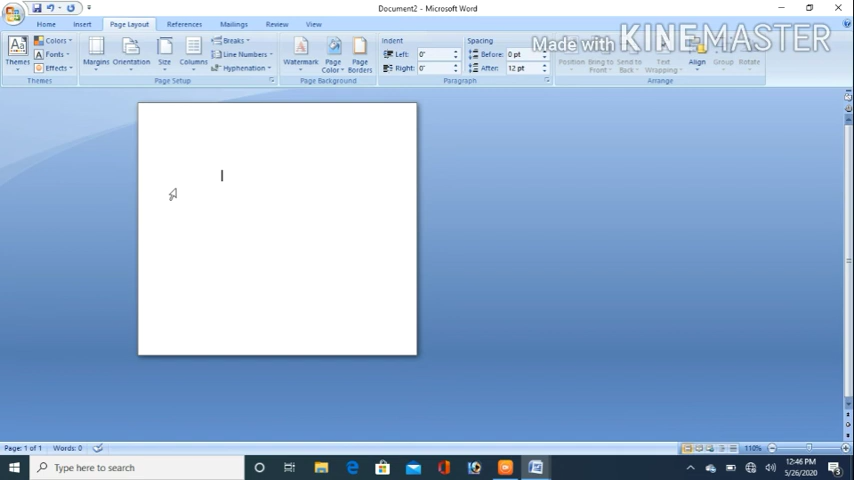 Document2 - Microsoft Word
Home Insert Page Layout References Mailings Review View
Made with KINEMASTER
Themes
Colors
Fonts
Effects
Themes
Margins Orientation Size Columns
Breaks
Line Numbers
Hyphenation
Page Setup
Watermark Page Color Page Borders
Page Background
Indent
Left: 0"
Right: 0"
Spacing
Before: 0 pt
After: 12 pt
Paragraph
Position Bring to Front Send to Back Text Wrapping Align Group Rotate
Arrange
Page: 1 of 1 Words: 0
110%
Type here to search
12:46 PM
5/26/2020
3